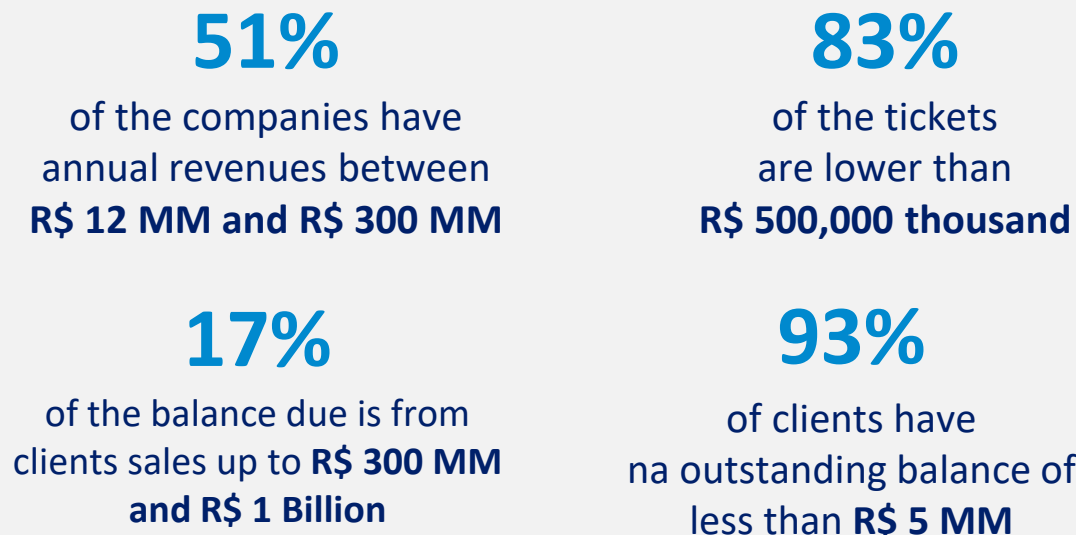 51%
of the companies have
annual revenues between
R$ 12 MM and R$ 300 MM
83%
of the tickets
are lower than
R$ 500,000 thousand
17%
of the balance due is from
clients sales up to R$ 300 MM
and R$ 1 Billion
93%
of clients have
na outstanding balance of
less than R$ 5 MM